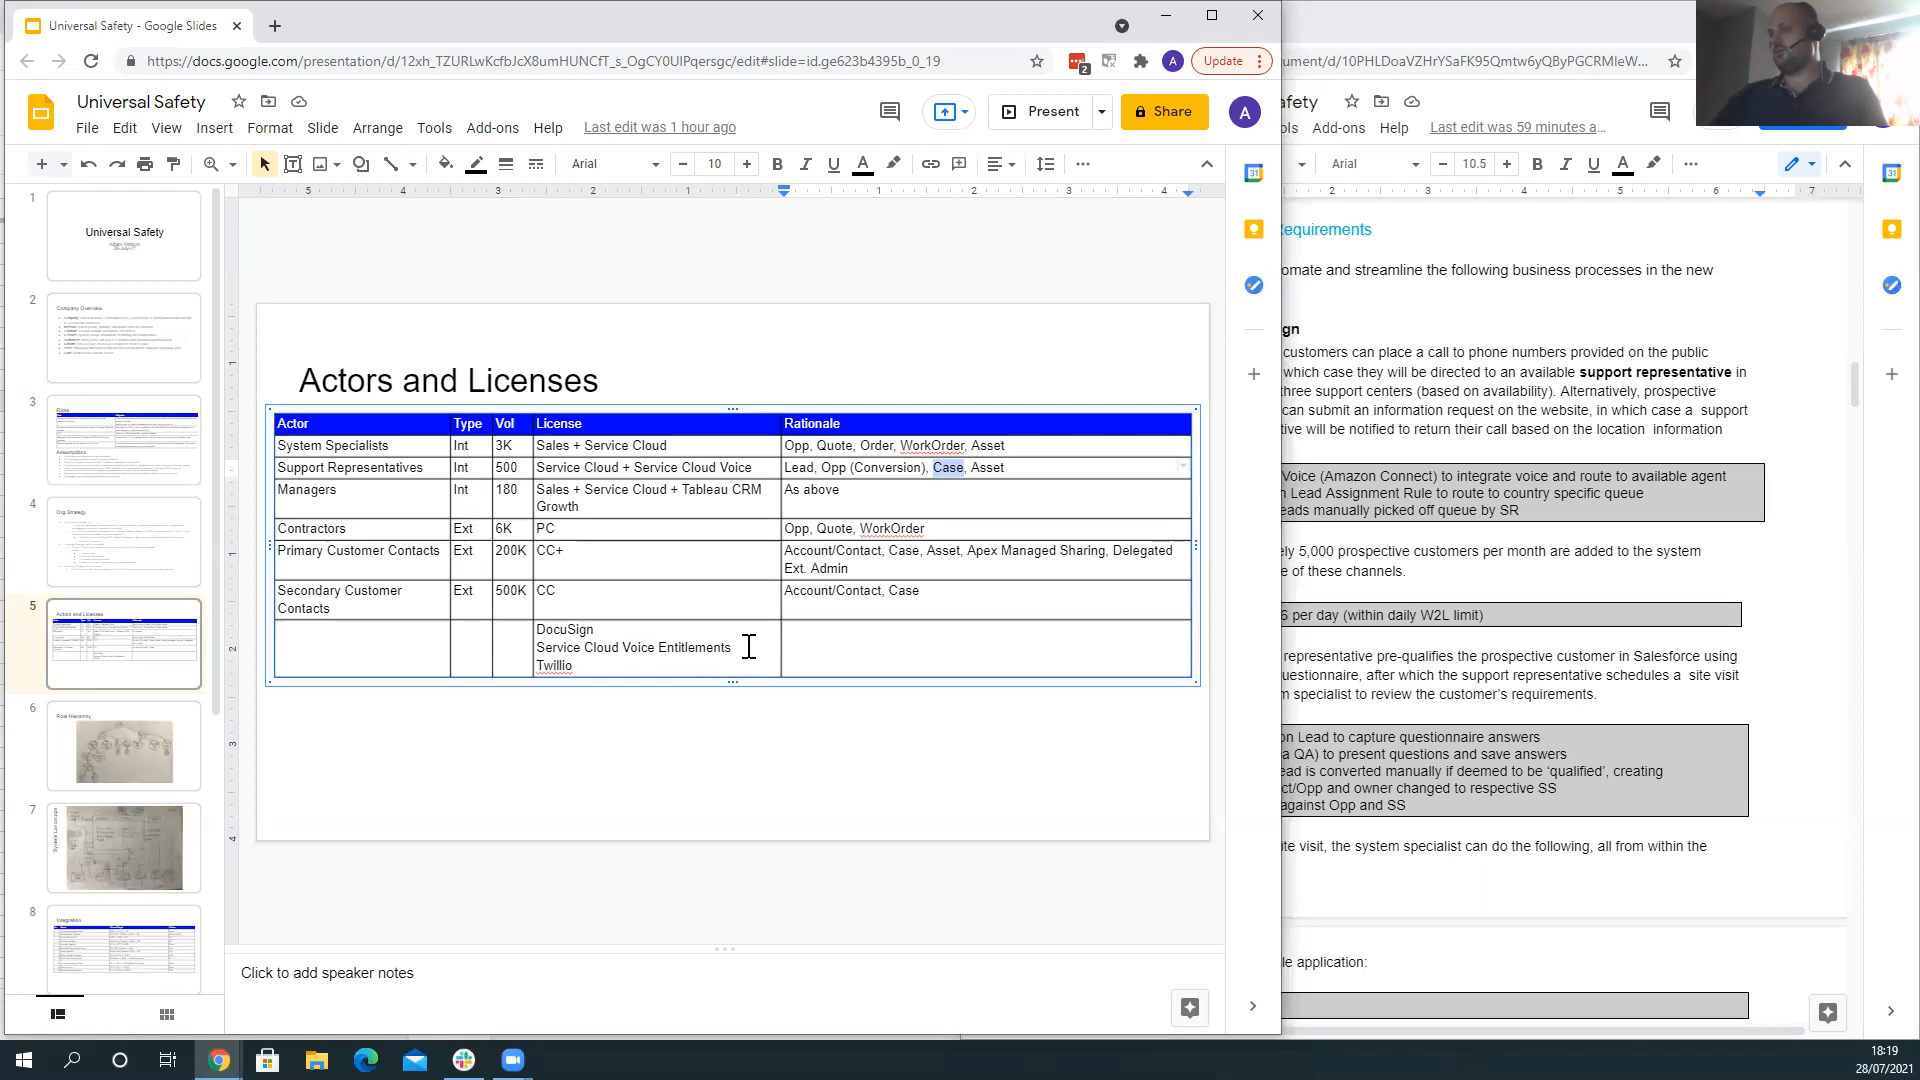 Universal Safety - Google Slides
https://docs.google.com/presentation/d/12xh_TZURLwKcfbJcX8umHUNCfT_s_OgCY0UIPqersgc/edit#slide=id.ge623b4395b_0_19
2
A
Update
Universal Safety
File Edit View Insert Format Slide Arrange Tools Add-ons Help Last edit was 1 hour ago
Present
Share
A
Arial
10
1
Universal Safety
2
Company Overview
3
Risks
Assumptions
4
Org Strategy
5
Actors and Licenses
6
Role Hierarchy
7
System Landscape
8
Integration
Actors and Licenses
Actor Type Vol License Rationale
System Specialists Int 3K Sales + Service Cloud Opp, Quote, Order, WorkOrder, Asset
Support Representatives Int 500 Service Cloud + Service Cloud Voice Lead, Opp (Conversion), Case, Asset
Managers Int 180 Sales + Service Cloud + Tableau CRM As above
Growth
Contractors Ext 6K PC Opp, Quote, WorkOrder
Primary Customer Contacts Ext 200K CC+ Account/Contact, Case, Asset, Apex Managed Sharing, Delegated
Ext. Admin
Secondary Customer Ext 500K CC Account/Contact, Case
Contacts
DocuSign
Service Cloud Voice Entitlements
Twillio
Click to add speaker notes
ument/d/10PHLDoaVZHrYSaFK95Qmtw6yQByPGCRMleW...
afety
ols Add-ons Help Last edit was 59 minutes a...
Arial
10.5
equirements
omate and streamline the following business processes in the new
gn
customers can place a call to phone numbers provided on the public
which case they will be directed to an available support representative in
three support centers (based on availability). Alternatively, prospective
can submit an information request on the website, in which case a support
tive will be notified to return their call based on the location information
Voice (Amazon Connect) to integrate voice and route to available agent
n Lead Assignment Rule to route to country specific queue
eads manually picked off queue by SR
ely 5,000 prospective customers per month are added to the system
e of these channels.
6 per day (within daily W2L limit)
representative pre-qualifies the prospective customer in Salesforce using
uestionnaire, after which the support representative schedules a site visit
m specialist to review the customer's requirements.
on Lead to capture questionnaire answers
a QA) to present questions and save answers
ead is converted manually if deemed to be 'qualified', creating
ct/Opp and owner changed to respective SS
against Opp and SS
ite visit, the system specialist can do the following, all from within the
le application:
18:19
28/07/2021